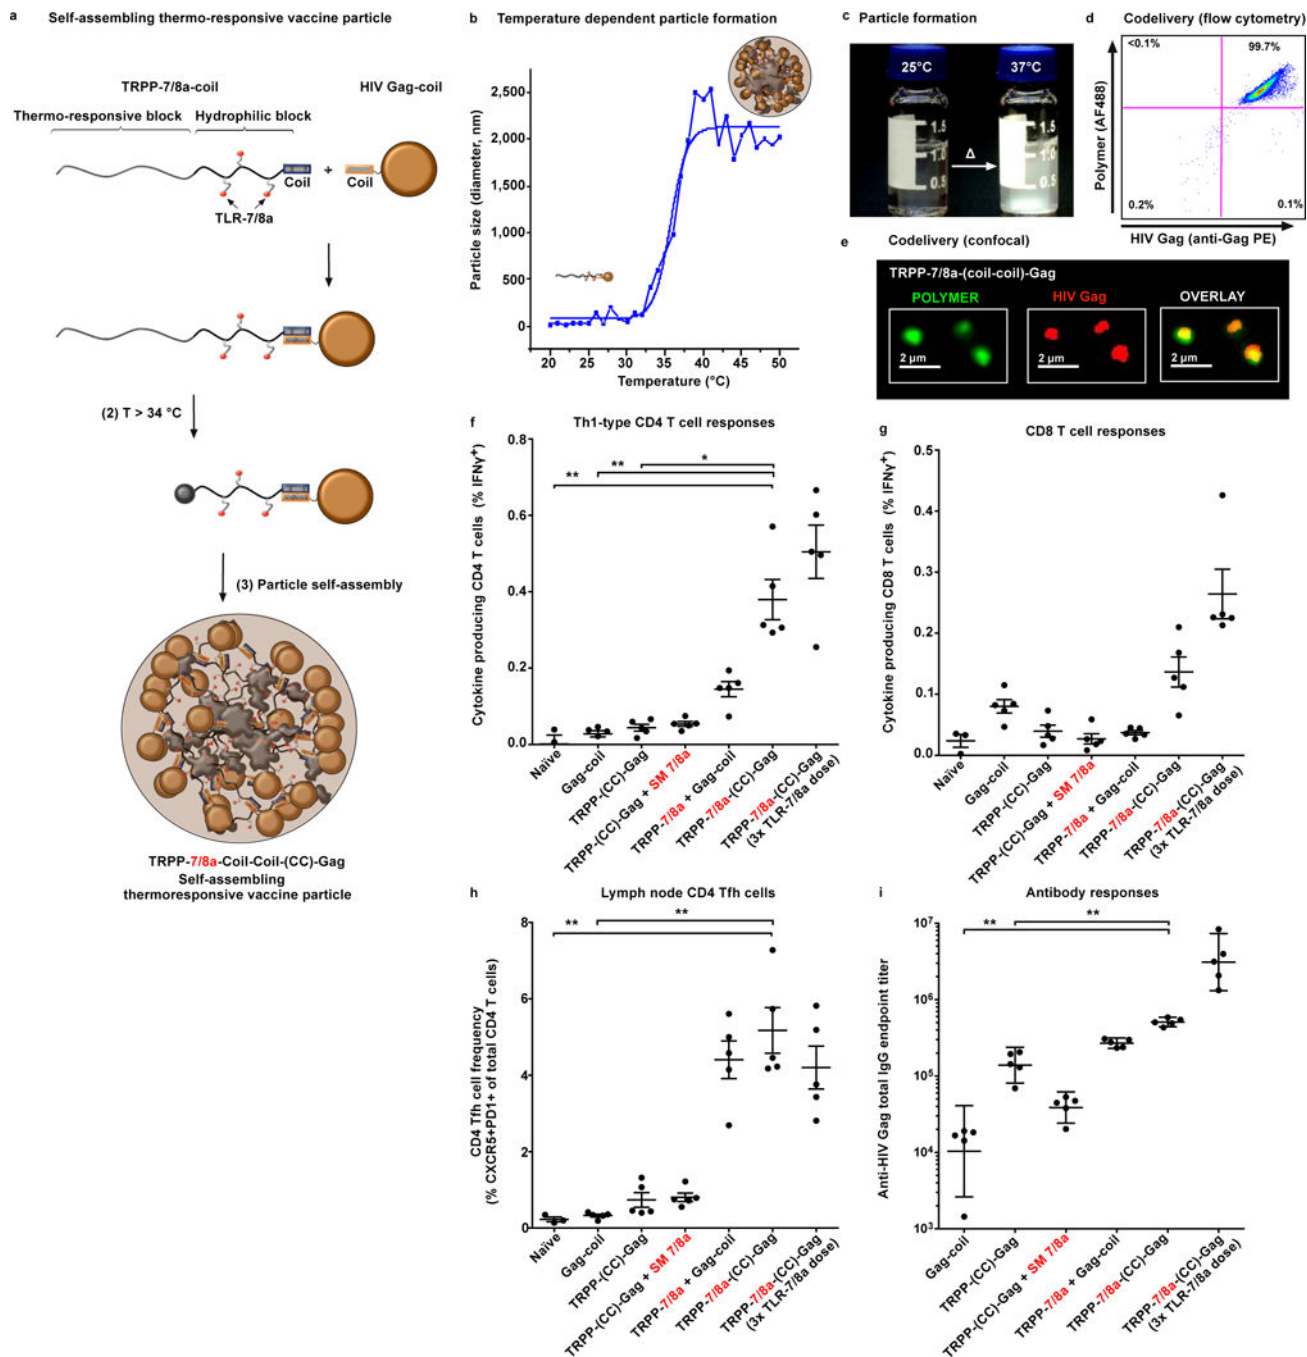 a Self-assembling thermo-responsive vaccine particle
TRPP-7/8a-coil
HIV Gag-coil
Thermo-responsive block
Hydrophilic block
Coil
+
Coil
TLR-7/8a
(2) T > 34 °C
(3) Particle self-assembly
TRPP-7/8a-Coil-Coil-(CC)-Gag
Self-assembling
thermoresponsive vaccine particle
b Temperature dependent particle formation
Particle size (diameter, nm)
2,500
2,000
1,500
1,000
500
0
20 25 30 35 40 45 50
Temperature (°C)
c Particle formation
25°C
37°C
1.5
1.0
0.5
Δ
1.5
1.0
0.5
d Codelivery (flow cytometry)
<0.1%
99.7%
0.2%
0.1%
Polymer (AF488)
HIV Gag (anti-Gag PE)
e Codelivery (confocal)
TRPP-7/8a-(coil-coil)-Gag
POLYMER
HIV Gag
OVERLAY
2 µm
2 µm
2 µm
f Th1-type CD4 T cell responses
Cytokine producing CD4 T cells (% IFNγ+)
0.8
0.6
0.4
0.2
0.0
**
**
*
Naïve
Gag-coil
TRPP-(CC)-Gag
TRPP-(CC)-Gag + SM 7/8a
TRPP-7/8a + Gag-coil
TRPP-7/8a-(CC)-Gag
TRPP-7/8a-(CC)-Gag
(3x TLR-7/8a dose)
g CD8 T cell responses
Cytokine producing CD8 T cells (% IFNγ+)
0.5
0.4
0.3
0.2
0.1
0.0
Naïve
Gag-coil
TRPP-(CC)-Gag
TRPP-(CC)-Gag + SM 7/8a
TRPP-7/8a + Gag-coil
TRPP-7/8a-(CC)-Gag
TRPP-7/8a-(CC)-Gag
(3x TLR-7/8a dose)
h Lymph node CD4 Tfh cells
CD4 Tfh cell frequency
(% CXCR5+PD1+ of total CD4 T cells)
8
6
4
2
0
**
**
Naïve
Gag-coil
TRPP-(CC)-Gag
TRPP-(CC)-Gag + SM 7/8a
TRPP-7/8a + Gag-coil
TRPP-7/8a-(CC)-Gag
TRPP-7/8a-(CC)-Gag
(3x TLR-7/8a dose)
i Antibody responses
Anti-HIV Gag total IgG endpoint titer
10⁷
10⁶
10⁵
10⁴
10³
**
**
Gag-coil
TRPP-(CC)-Gag
TRPP-(CC)-Gag + SM 7/8a
TRPP-7/8a + Gag-coil
TRPP-7/8a-(CC)-Gag
TRPP-7/8a-(CC)-Gag
(3x TLR-7/8a dose)